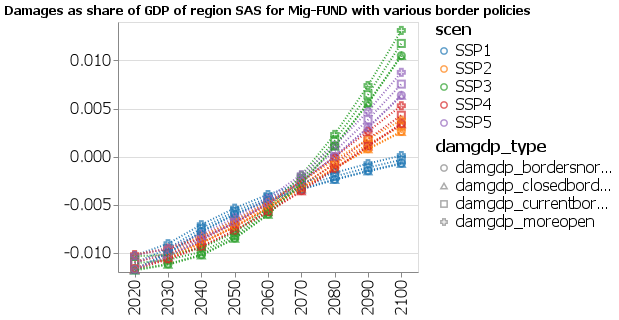 Damages as share of GDP of region SAS for Mig-FUND with various border policies
scen
SSP1
SSP2
SSP3
SSP4
SSP5
damgdp_type
damgdp_bordersnor...
damgdp_closedbord...
damgdp_currentbor...
damgdp_moreopen
0.010
0.005
0.000
-0.005
-0.010
2020
2030
2040
2050
2060
2070
2080
2090
2100